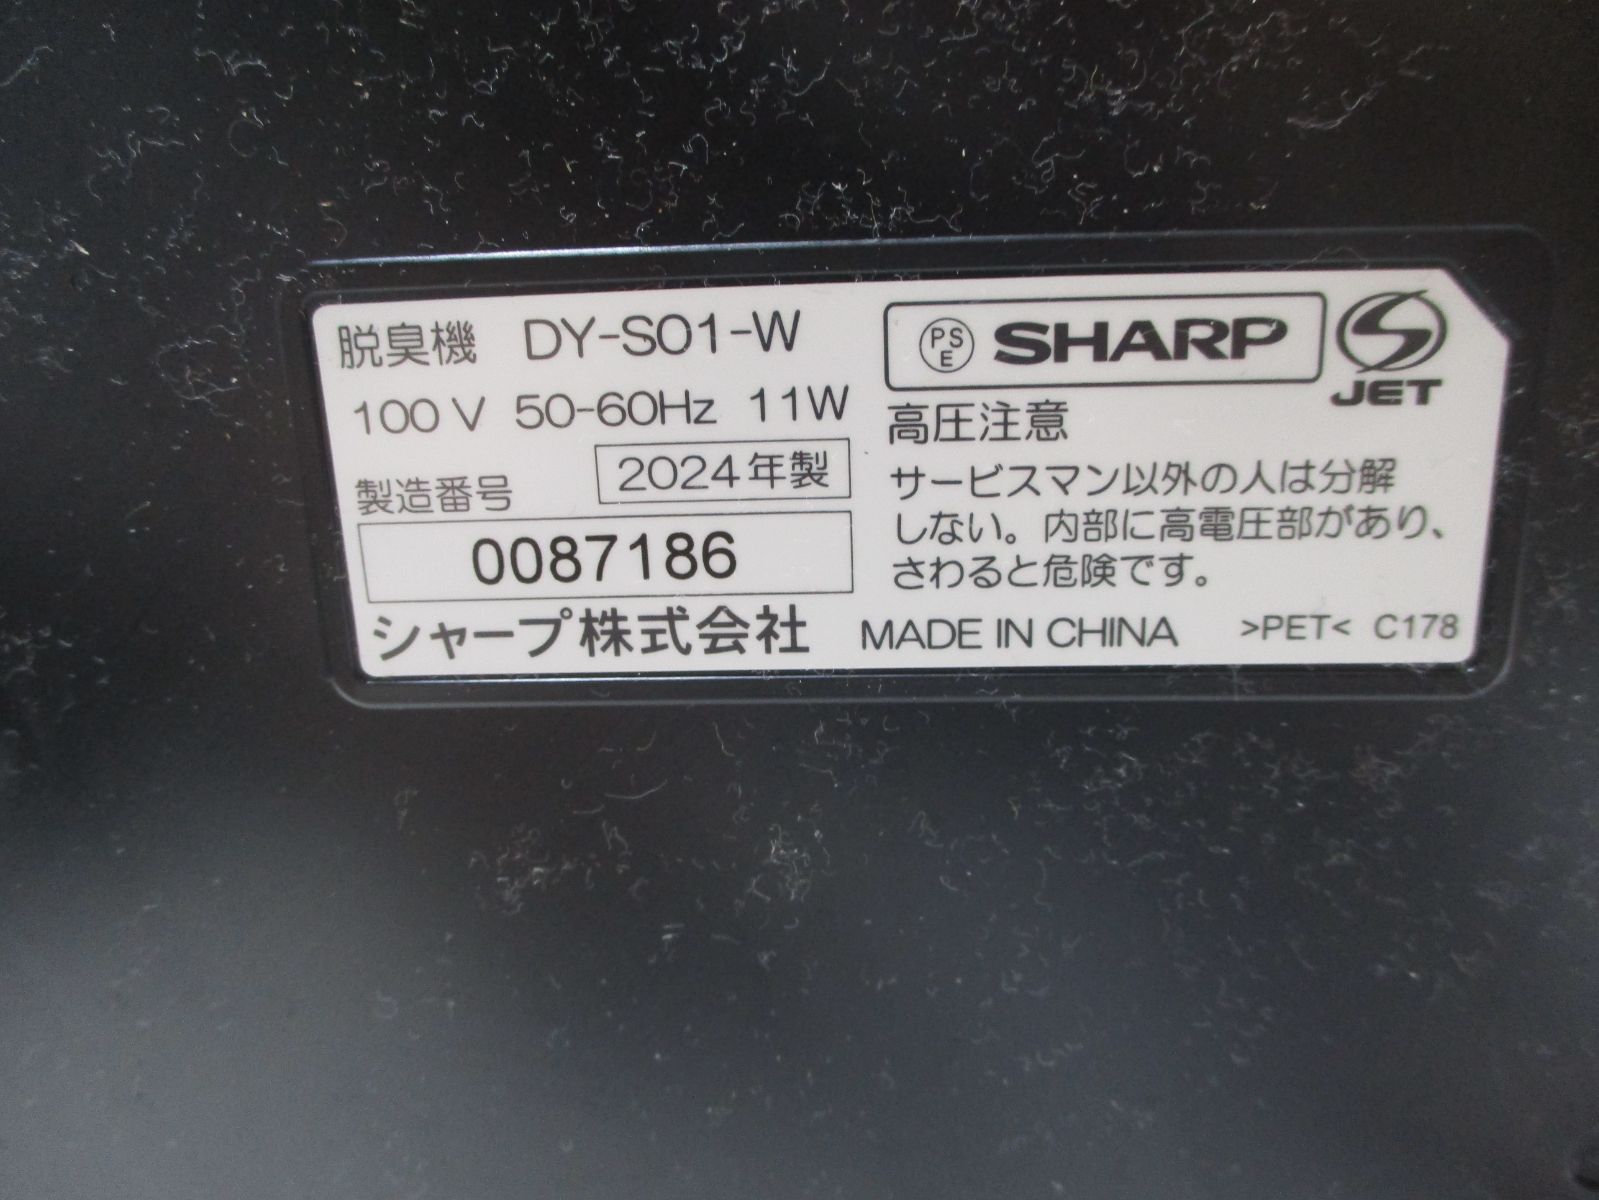 脱臭機 DY-S01-W
100V 50-60Hz 11W
製造番号 2024年製
0087186
シャープ株式会社
PSE SHARP
JET
高圧注意
サービスマン以外の人は分解
しない。内部に高電圧部があり、
さわると危険です。
MADE IN CHINA >PET< C178